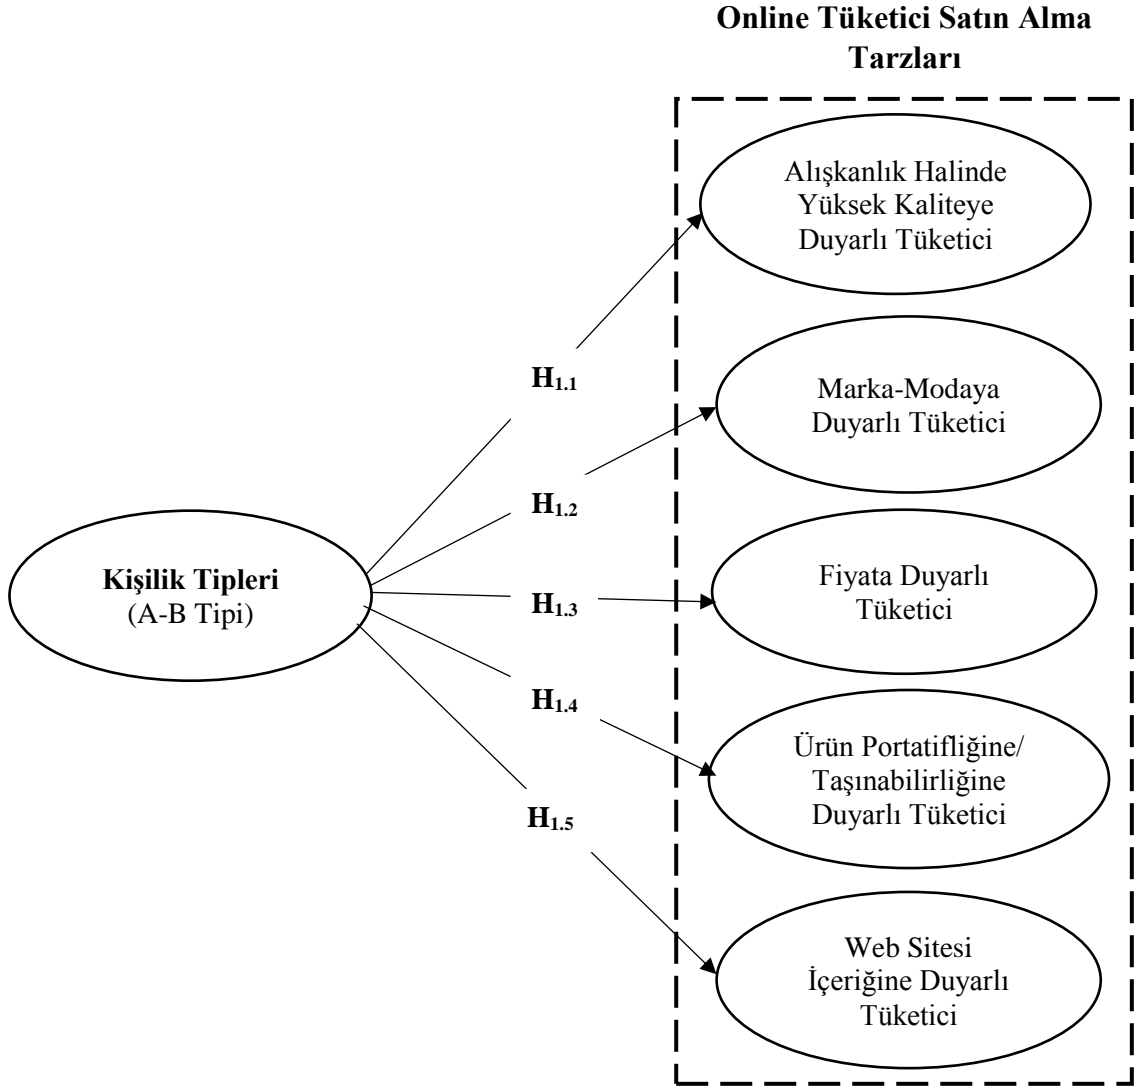 Online Tüketici Satın Alma
Tarzları
Alışkanlık Halinde
Yüksek Kaliteye
Duyarlı Tüketici
H1.1
Marka-Modaya
Duyarlı Tüketici
H1.2
Kişilik Tipleri
(A-B Tipi)
Fiyata Duyarlı
Tüketici
H1.3
H1.4
Ürün Portatifliğine/
Taşınabilirliğine
Duyarlı Tüketici
H1.5
Web Sitesi
İçeriğine Duyarlı
Tüketici